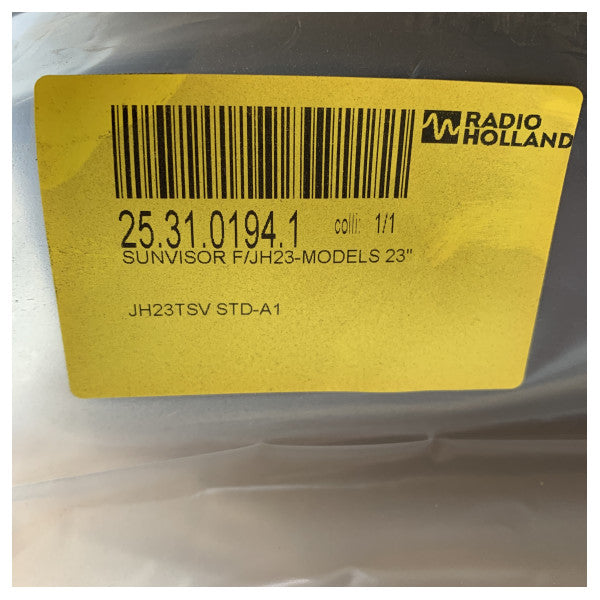 RADIO
HOLLAND
25.31.0194.1 colli: 1/1
SUNVISOR F/JH23-MODELS 23"
JH23TSV STD-A1